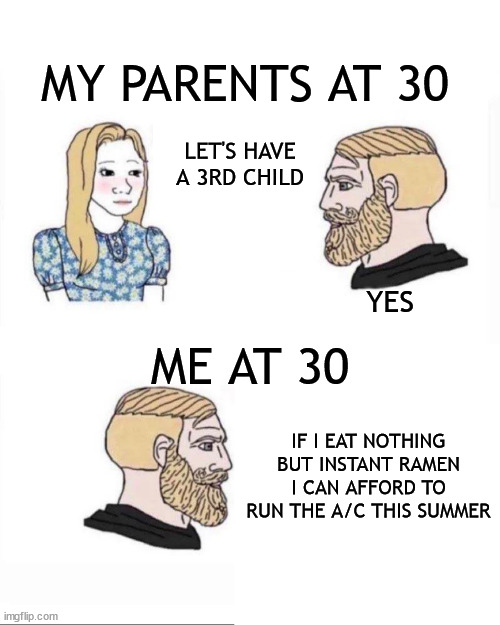 MY PARENTS AT 30
LET'S HAVE
A 3RD CHILD
YES
ME AT 30
IF I EAT NOTHING
BUT INSTANT RAMEN
I CAN AFFORD TO
RUN THE A/C THIS SUMMER
imgflip.com